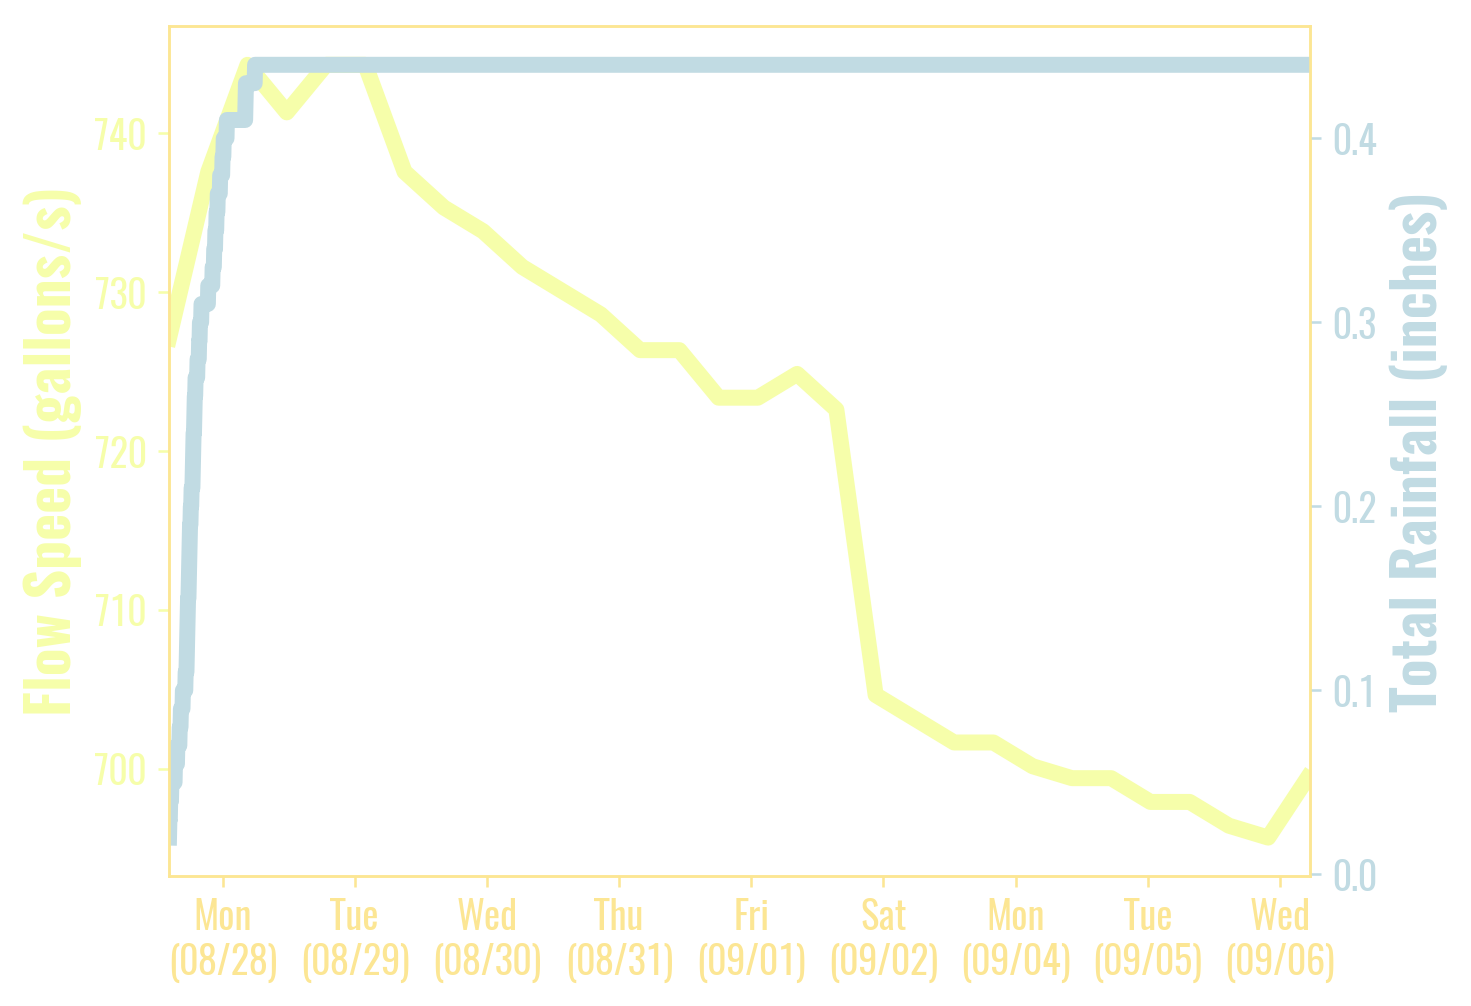 Flow Speed (gallons/s)
740
730
720
710
700
0.4
0.3
0.2
0.1
0.0
Total Rainfall (inches)
Mon Tue Wed Thu Fri Sat Mon Tue Wed
(08/28) (08/29) (08/30) (08/31) (09/01) (09/02) (09/04) (09/05) (09/06)